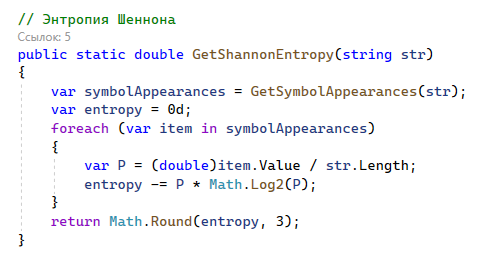 // Энтропия Шеннона
Ссылок: 5
public static double GetShannonEntropy(string str)
{
    var symbolAppearances = GetSymbolAppearances(str);
    var entropy = 0d;
    foreach (var item in symbolAppearances)
    {
        var P = (double)item.Value / str.Length;
        entropy -= P * Math.Log2(P);
    }
    return Math.Round(entropy, 3);
}